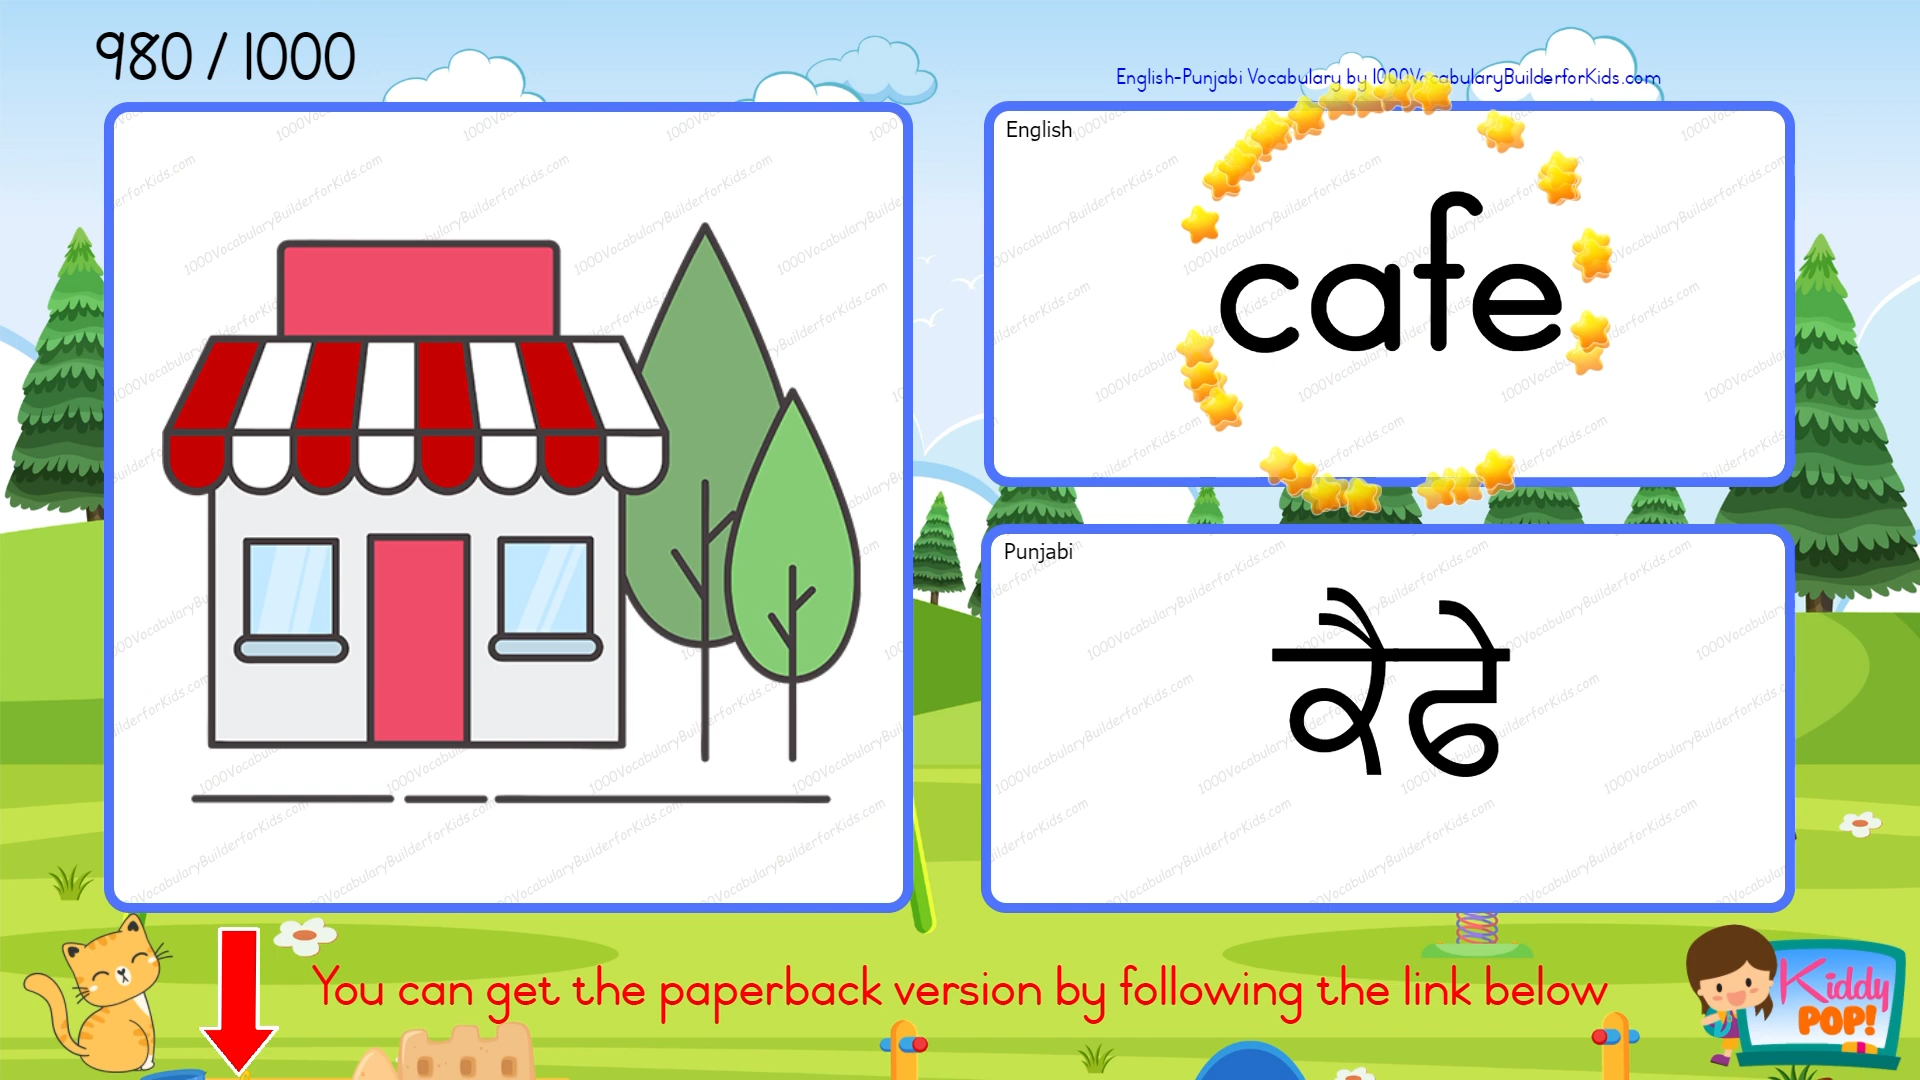 980 / 1000
English-Punjabi Vocabulary by 1000VocabularyBuilderforKids.com
English
cafe
Punjabi
ਕੈਫੇ
You can get the paperback version by following the link below
Kiddy
POP!